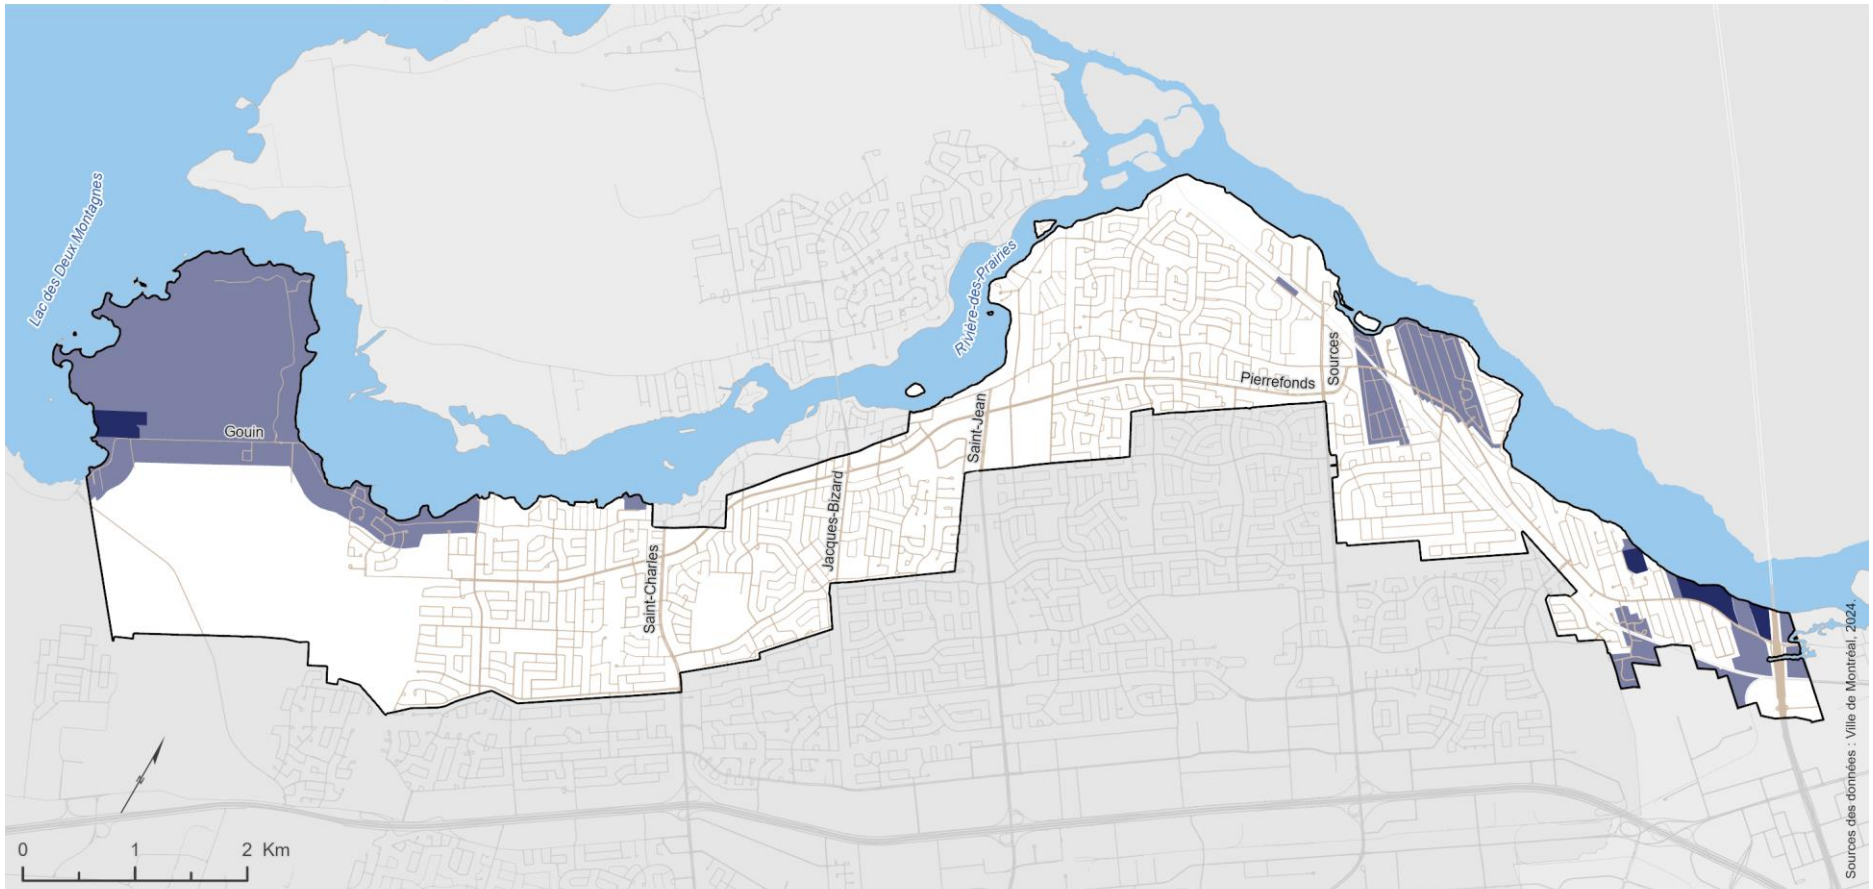 Lac des Deux Montagnes
Rivière-des-Prairies
Sources
Pierrefonds
Saint-Jean
Gouin
Jacques-Bizard
Saint-Charles
N
0 1 2 Km
Sources des données : Ville de Montréal, 2024.